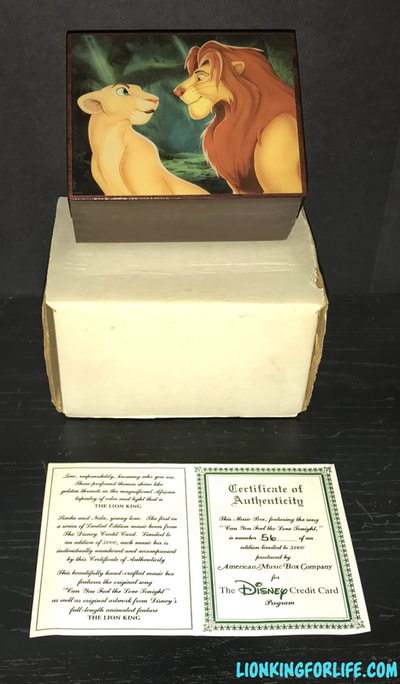 Love, responsibility, knowing who you are.
These profound themes shine like
golden threads in the magnificent African
tapestry of color and light that is
THE LION KING
Simba and Nala, young love. The first in
a series of Limited Edition music boxes from
The Disney Credit Card. Limited to
an edition of 2000, each music box is
individually numbered and accompanied
by this Certificate of Authenticity
This beautifully hand-crafted music box
features the original song
"Can You Feel the Love Tonight"
as well as original artwork from Disney's
full-length animated feature
THE LION KING
Certificate of
Authenticity
This Music Box, featuring the song
"Can You Feel the Love Tonight,"
is number 56 of an
edition limited to 2000
produced by
American Music Box Company
for
The Disney Credit Card
Program
LIONKINGFORLIFE.COM